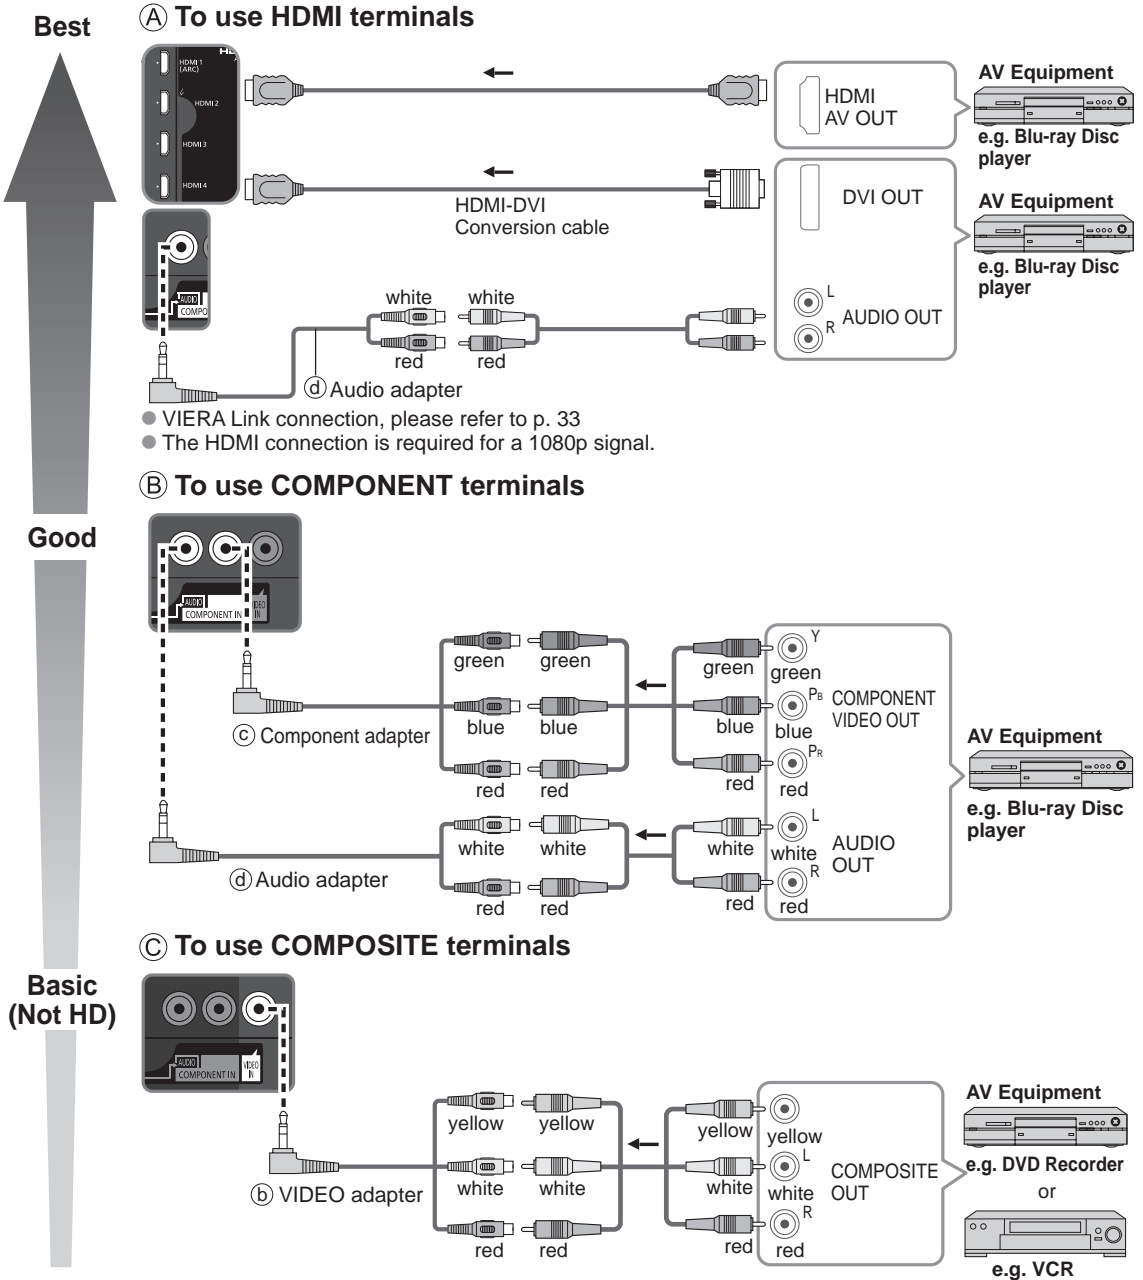 Best
Ⓐ To use HDMI terminals
HDMI 1
(ARC)
HDMI 2
HDMI 3
HDMI 4
HDMI
AV OUT
AV Equipment
e.g. Blu-ray Disc
player
HDMI-DVI
Conversion cable
DVI OUT
AV Equipment
e.g. Blu-ray Disc
player
AUDIO
COMPO
white
white
red
red
L
R
AUDIO OUT
ⓓ Audio adapter
● VIERA Link connection, please refer to p. 33
● The HDMI connection is required for a 1080p signal.
Ⓑ To use COMPONENT terminals
Good
AUDIO
COMPONENT IN
VIDEO
IN
green
green
green
Y
green
blue
blue
blue
PB
blue
COMPONENT
VIDEO OUT
ⓒ Component adapter
red
red
red
PR
red
AV Equipment
e.g. Blu-ray Disc
player
white
white
white
L
white
AUDIO
OUT
ⓓ Audio adapter
red
red
red
R
red
Ⓒ To use COMPOSITE terminals
Basic
(Not HD)
AUDIO
COMPONENT IN
VIDEO
IN
yellow
yellow
yellow
yellow
AV Equipment
e.g. DVD Recorder
or
e.g. VCR
ⓑ VIDEO adapter
white
white
white
L
white
COMPOSITE
OUT
red
red
red
R
red